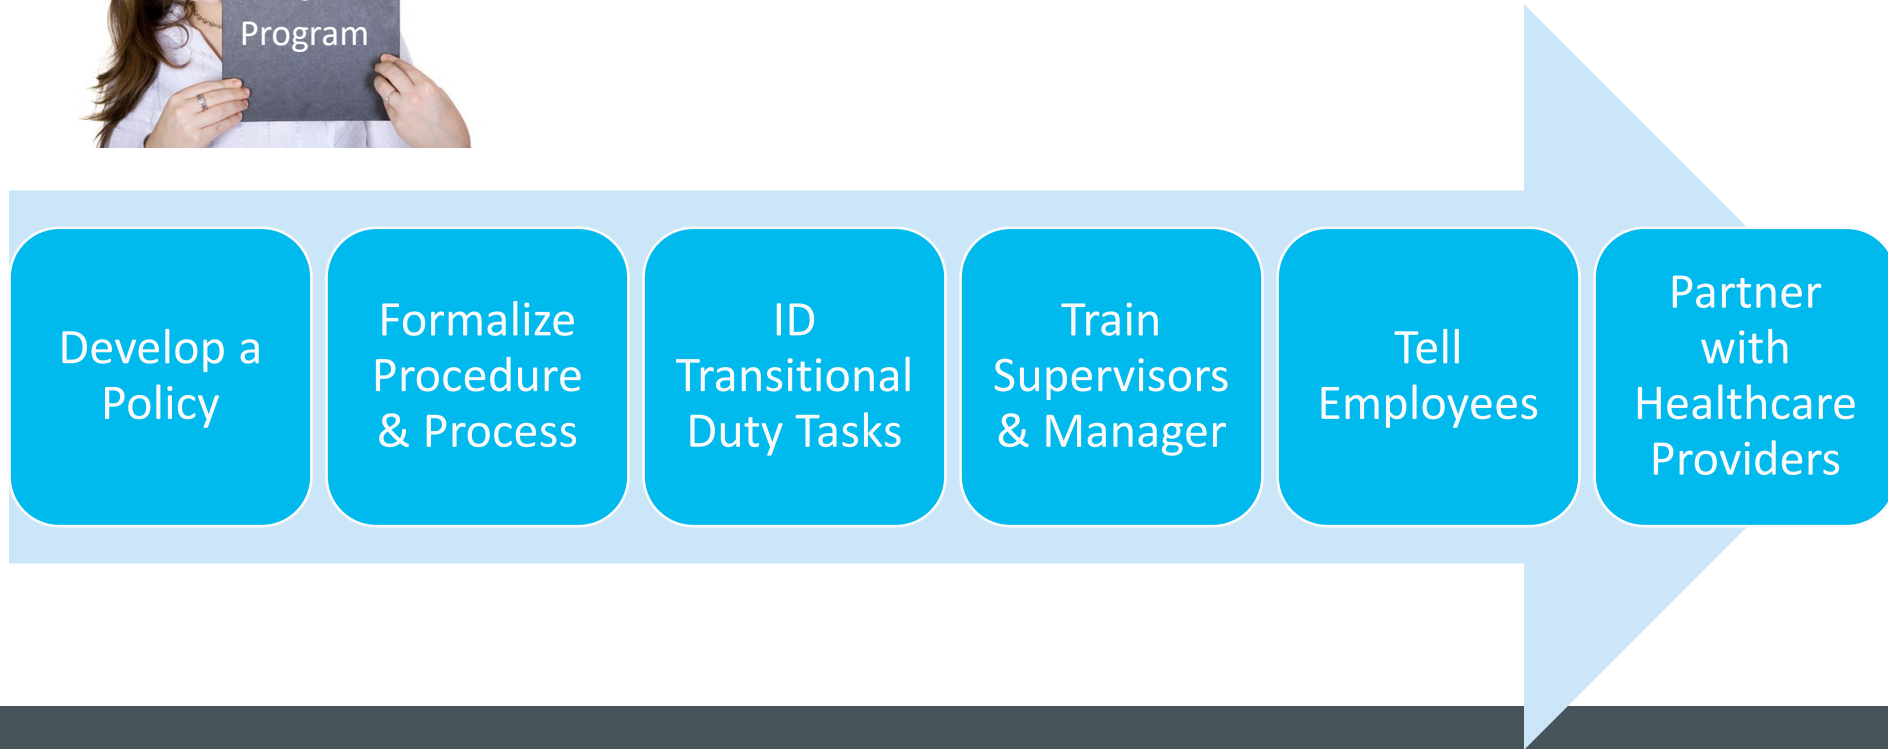 Program
Develop a
Policy
Formalize
Procedure
& Process
ID
Transitional
Duty Tasks
Train
Supervisors
& Manager
Tell
Employees
Partner
with
Healthcare
Providers